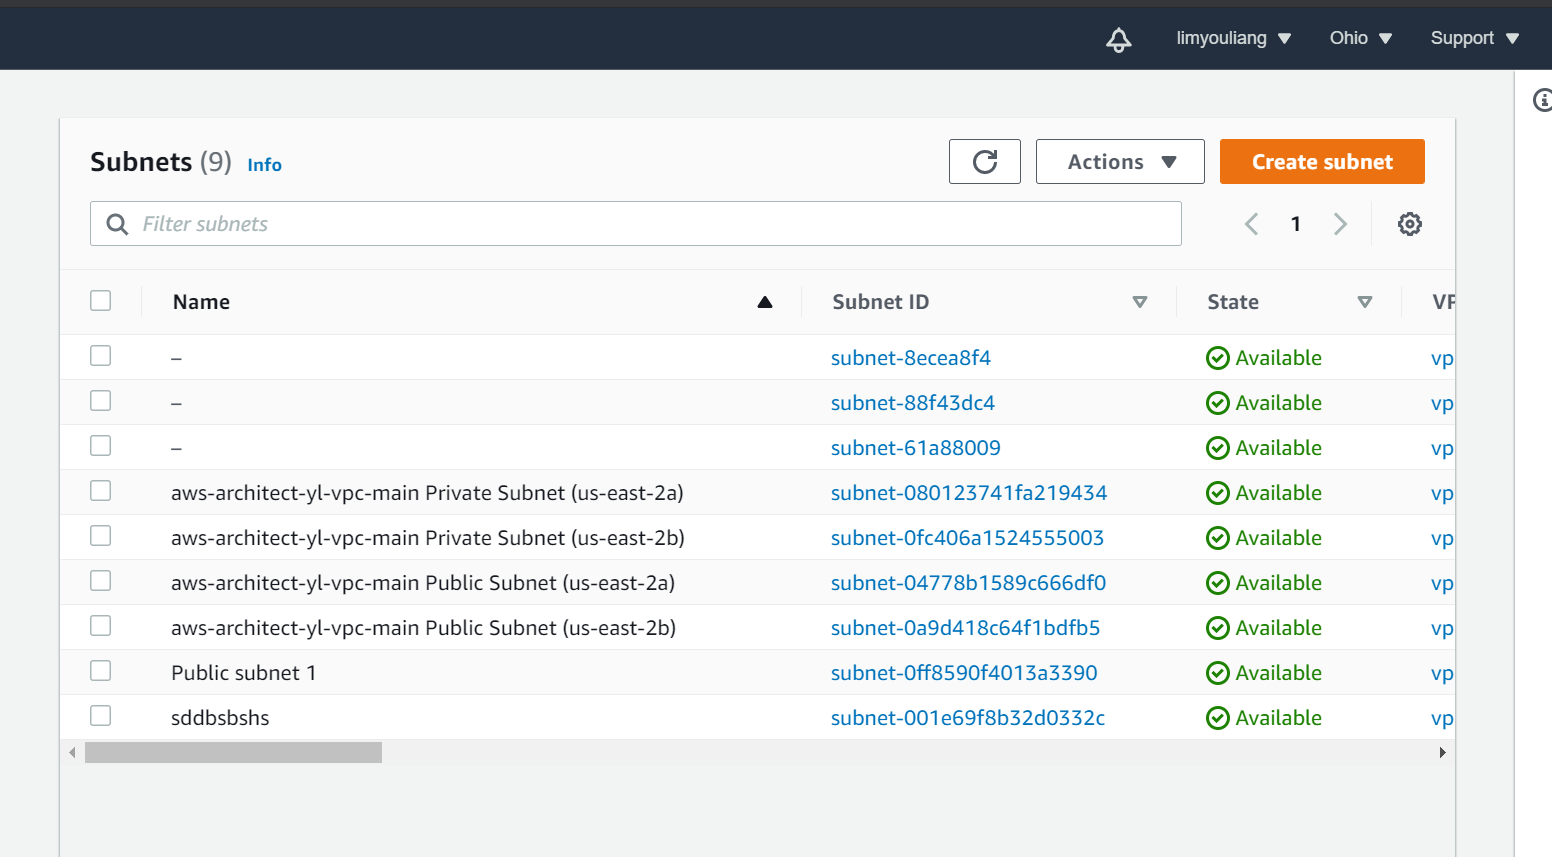 limyouliang Ohio Support
Subnets (9) Info
Actions
Create subnet
Filter subnets
1
Name Subnet ID State VP
– subnet-8ecea8f4 Available vp
– subnet-88f43dc4 Available vp
– subnet-61a88009 Available vp
aws-architect-yl-vpc-main Private Subnet (us-east-2a) subnet-080123741fa219434 Available vp
aws-architect-yl-vpc-main Private Subnet (us-east-2b) subnet-0fc406a1524555003 Available vp
aws-architect-yl-vpc-main Public Subnet (us-east-2a) subnet-04778b1589c666df0 Available vp
aws-architect-yl-vpc-main Public Subnet (us-east-2b) subnet-0a9d418c64f1bdfb5 Available vp
Public subnet 1 subnet-0ff8590f4013a3390 Available vp
sddbsbshs subnet-001e69f8b32d0332c Available vp